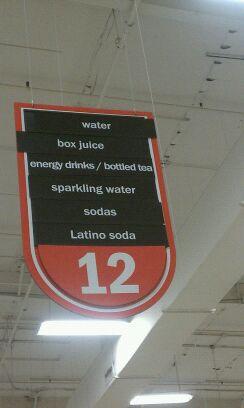 water
box juice
energy drinks / bottled tea
sparkling water
sodas
Latino soda
12